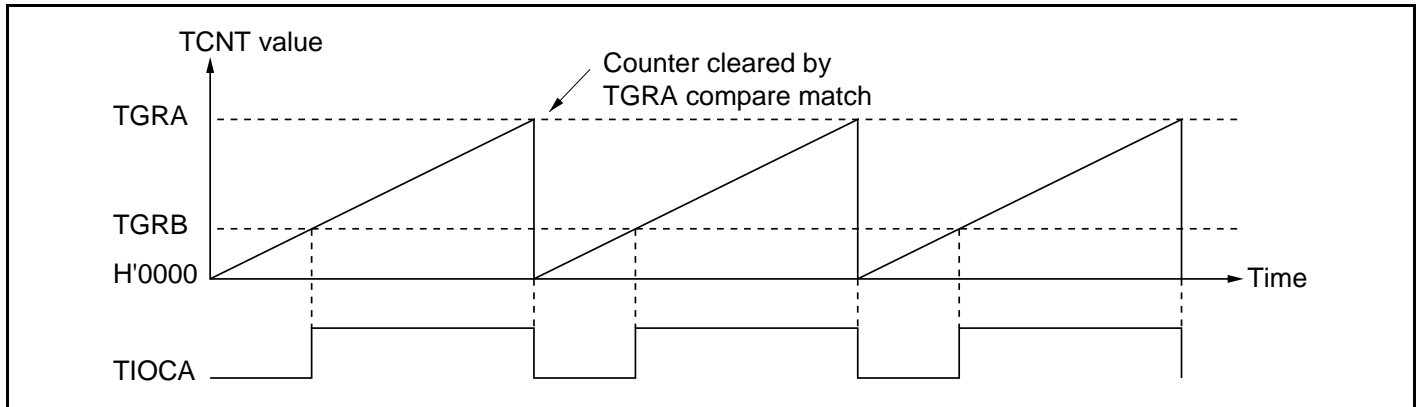 TCNT value
Counter cleared by
TGRA compare match
TGRA
TGRB
H'0000
Time
TIOCA